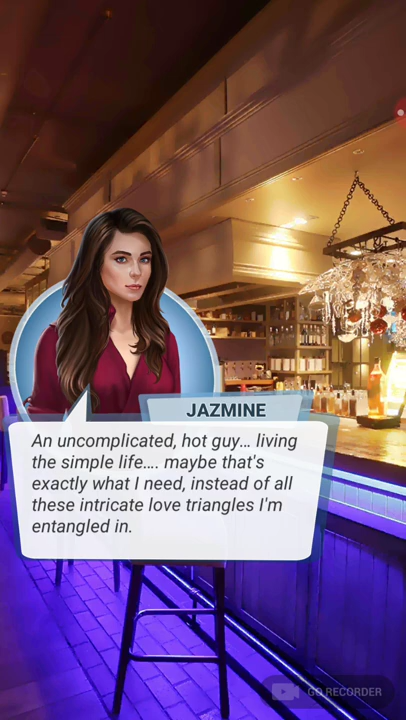 JAZMINE
An uncomplicated, hot guy... living
the simple life.... maybe that's
exactly what I need, instead of all
these intricate love triangles I'm
entangled in.
GO RECORDER